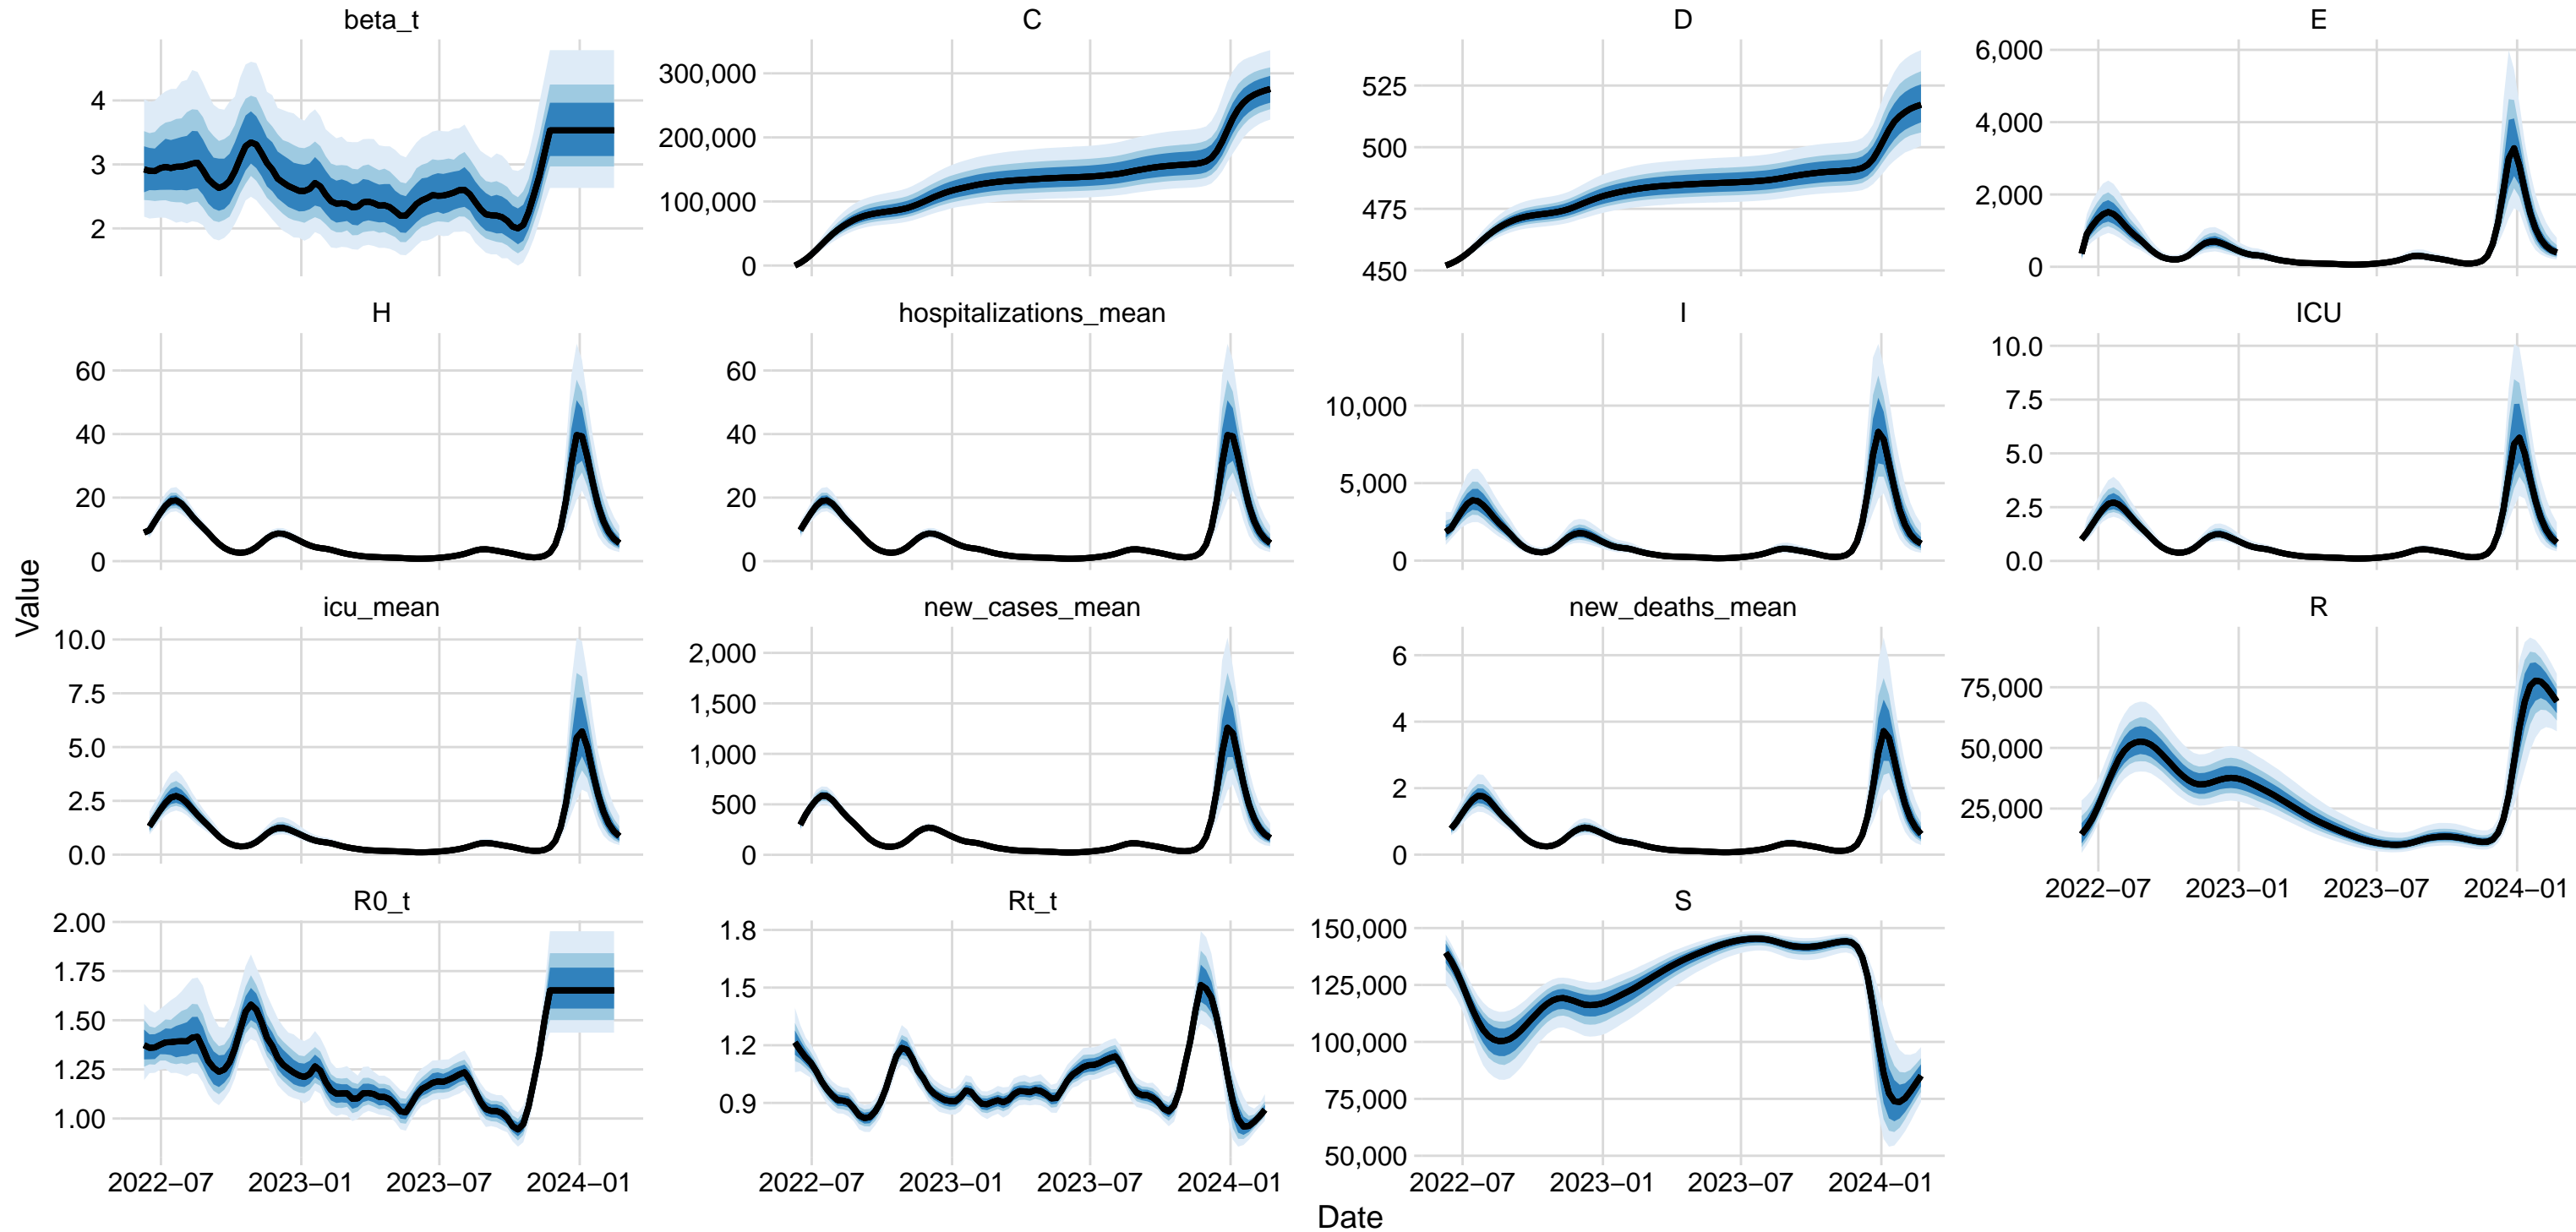 beta_t
C
D
E
4
3
2
300,000
200,000
100,000
0
525
500
475
450
6,000
4,000
2,000
0
H
hospitalizations_mean
I
ICU
60
40
20
0
60
40
20
0
10,000
5,000
0
10.0
7.5
5.0
2.5
0.0
Value
icu_mean
new_cases_mean
new_deaths_mean
R
10.0
7.5
5.0
2.5
0.0
2,000
1,500
1,000
500
0
6
4
2
0
75,000
50,000
25,000
2022−07 2023−01 2023−07 2024−01
R0_t
Rt_t
S
2.00
1.75
1.50
1.25
1.00
1.8
1.5
1.2
0.9
150,000
125,000
100,000
75,000
50,000
2022−07 2023−01 2023−07 2024−01
2022−07 2023−01 2023−07 2024−01
2022−07 2023−01 2023−07 2024−01
Date